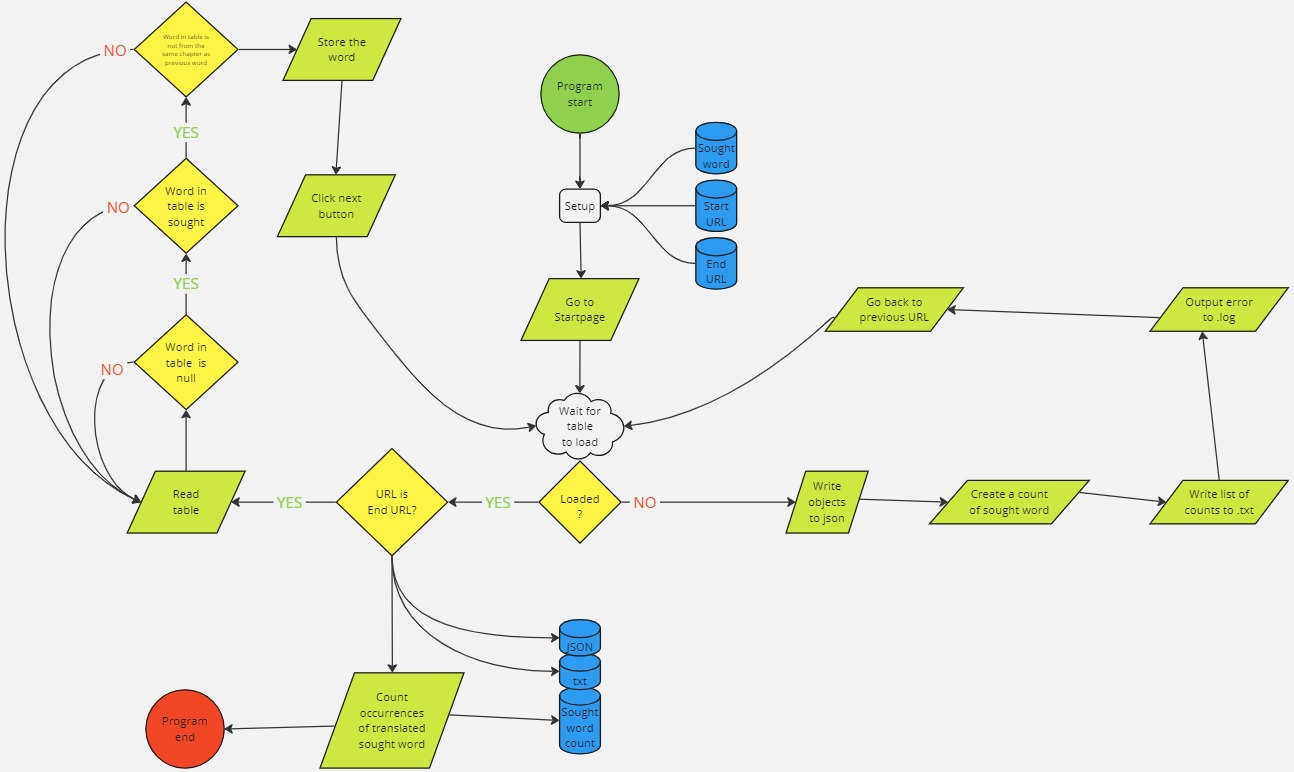 Word in table is
not from the
same chapter as
previous word
NO
Store the
word
YES
Click next
button
Word in
table is
sought
NO
YES
Word in
table  is
null
NO
Read
table
Program
start
Setup
Sought
word
Start
URL
End
URL
Go to
Startpage
Wait for
table
to load
Loaded
?
YES
NO
URL is
End URL?
YES
Write
objects
to json
Create a count
of sought word
Write list of
counts to .txt
Output error
to .log
Go back to
previous URL
JSON
txt
Sought
word
count
Count
occurrences
of translated
sought word
Program
end